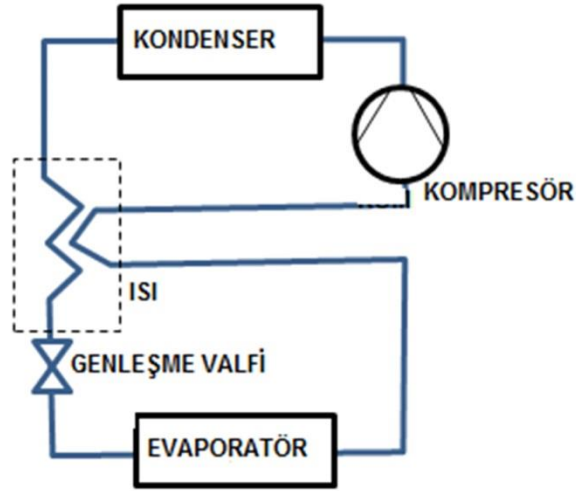 KONDENSER
KOMPRESÖR
ISI
GENLEŞME VALFİ
EVAPORATÖR